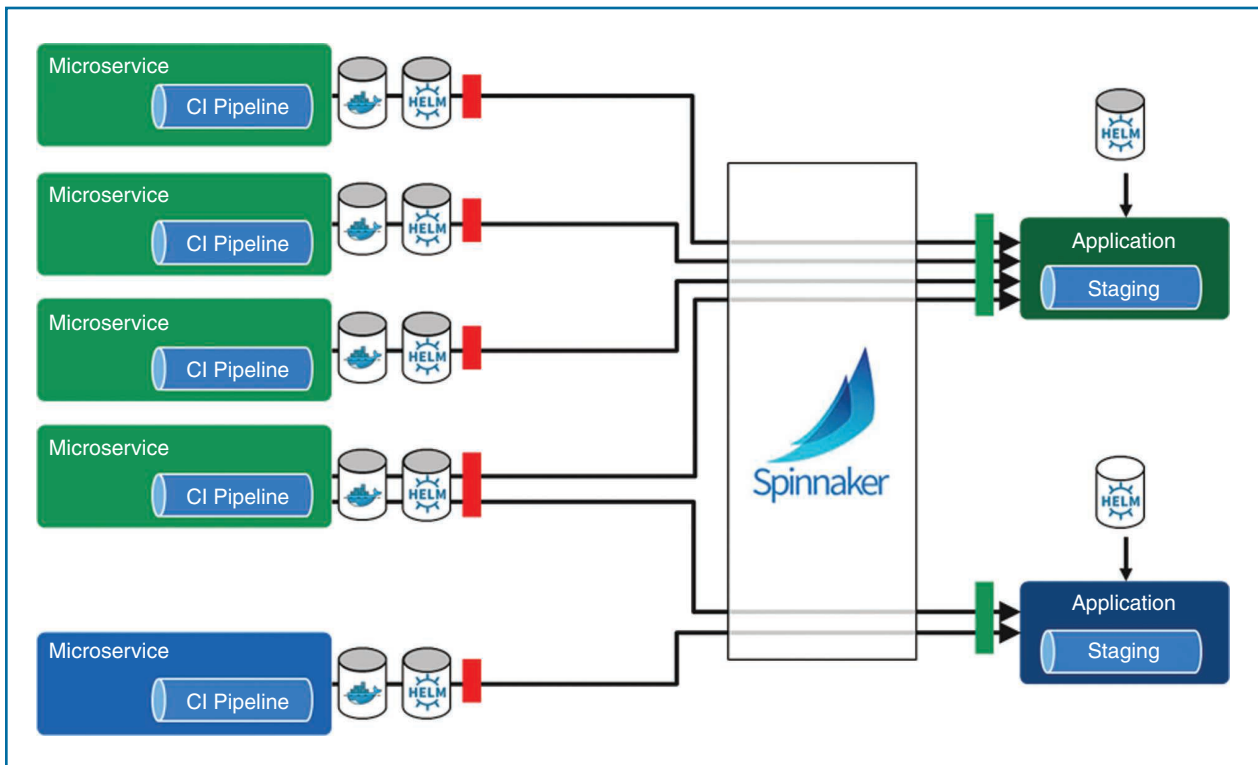 Microservice
CI Pipeline
HELM
Microservice
CI Pipeline
HELM
Microservice
CI Pipeline
HELM
Microservice
CI Pipeline
HELM
Microservice
CI Pipeline
HELM
Spinnaker
HELM
Application
Staging
HELM
Application
Staging